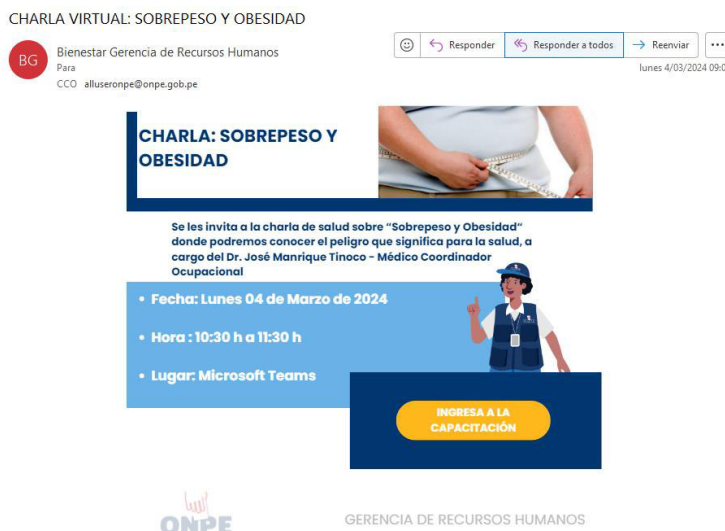 CHARLA VIRTUAL: SOBREPESO Y OBESIDAD
BG
Bienestar Gerencia de Recursos Humanos
Para
CCO alluseronpe@onpe.gob.pe
Responder
Responder a todos
Reenviar
lunes 4/03/2024 09:0
CHARLA: SOBREPESO Y
OBESIDAD
Se les invita a la charla de salud sobre “Sobrepeso y Obesidad”
donde podremos conocer el peligro que significa para la salud, a
cargo del Dr. José Manrique Tinoco - Médico Coordinador
Ocupacional
• Fecha: Lunes 04 de Marzo de 2024
• Hora : 10:30 h a 11:30 h
• Lugar: Microsoft Teams
INGRESA A LA
CAPACITACIÓN
ONPE
GERENCIA DE RECURSOS HUMANOS